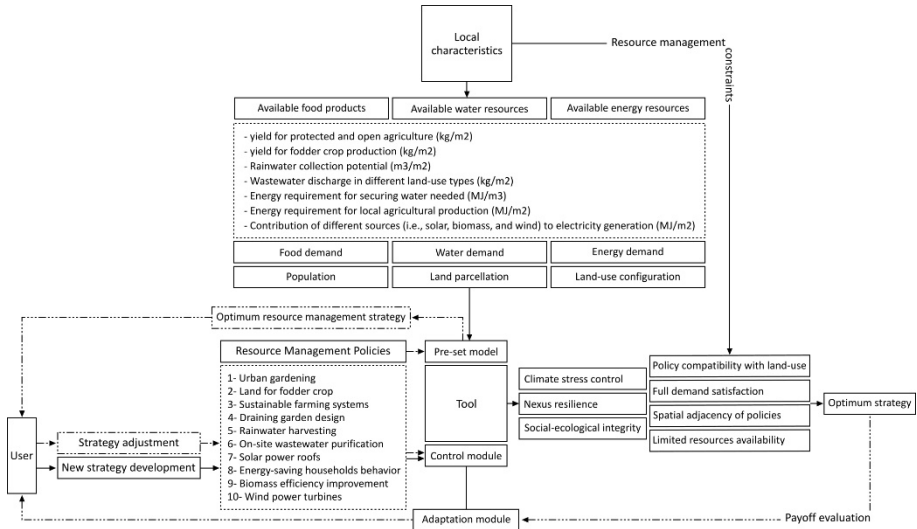 Local
characteristics
Resource management
constraints
Available food products
Available water resources
Available energy resources
- yield for protected and open agriculture (kg/m2)
- yield for fodder crop production (kg/m2)
- Rainwater collection potential (m3/m2)
- Wastewater discharge in different land-use types (kg/m2)
- Energy requirement for securing water needed (MJ/m3)
- Energy requirement for local agricultural production (MJ/m2)
- Contribution of different sources (i.e., solar, biomass, and wind) to electricity generation (MJ/m2)
Food demand
Water demand
Energy demand
Population
Land parcellation
Land-use configuration
Optimum resource management strategy
Resource Management Policies
Pre-set model
1- Urban gardening
2- Land for fodder crop
3- Sustainable farming systems
4- Draining garden design
5- Rainwater harvesting
6- On-site wastewater purification
7- Solar power roofs
8- Energy-saving households behavior
9- Biomass efficiency improvement
10- Wind power turbines
Tool
Control module
Climate stress control
Nexus resilience
Social-ecological integrity
Policy compatibility with land-use
Full demand satisfaction
Spatial adjacency of policies
Limited resources availability
Optimum strategy
User
Strategy adjustment
New strategy development
Adaptation module
Payoff evaluation